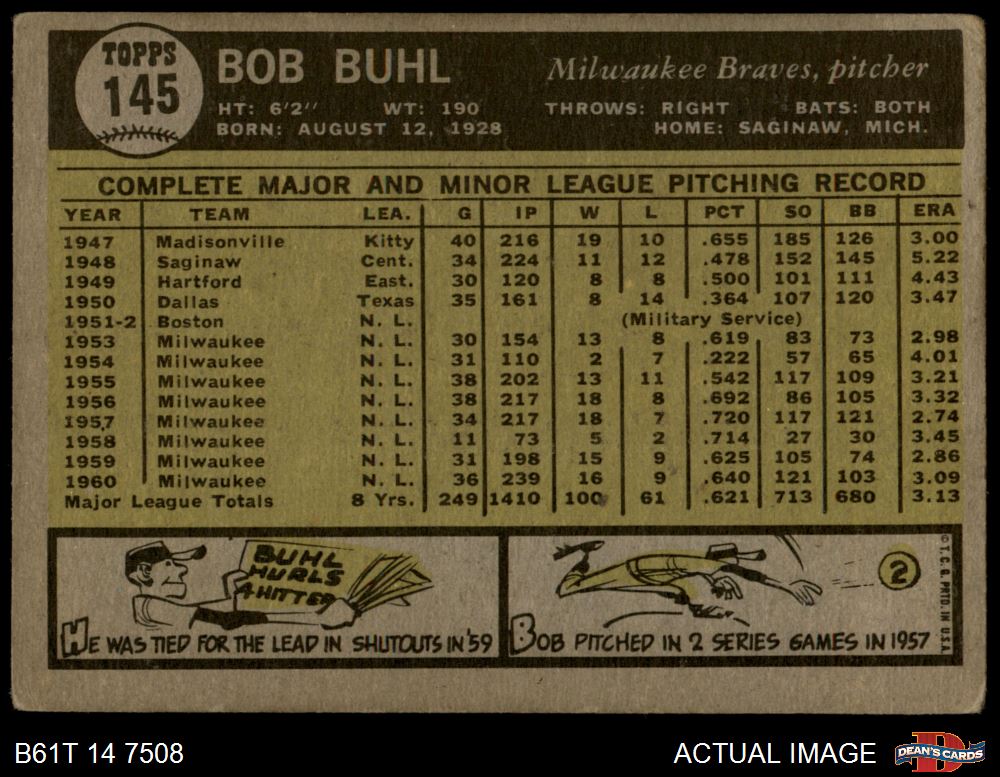 TOPPS
145
BOB BUHL
Milwaukee Braves, pitcher
HT: 6'2'' WT: 190 THROWS: RIGHT BATS: BOTH
BORN: AUGUST 12, 1928 HOME: SAGINAW, MICH.
COMPLETE MAJOR AND MINOR LEAGUE PITCHING RECORD
YEAR TEAM LEA. G IP W L PCT SO BB ERA
1947 Madisonville Kitty 40 216 19 10 .655 185 126 3.00
1948 Saginaw Cent. 34 224 11 12 .478 152 145 5.22
1949 Hartford East. 30 120 8 8 .500 101 111 4.43
1950 Dallas Texas 35 161 8 14 .364 107 120 3.47
1951-2 Boston N. L. (Military Service)
1953 Milwaukee N. L. 30 154 13 8 .619 83 73 2.98
1954 Milwaukee N. L. 31 110 2 7 .222 57 65 4.01
1955 Milwaukee N. L. 38 202 13 11 .542 117 109 3.21
1956 Milwaukee N. L. 38 217 18 8 .692 86 105 3.32
1957 Milwaukee N. L. 34 217 18 7 .720 117 121 2.74
1958 Milwaukee N. L. 11 73 5 2 .714 27 30 3.45
1959 Milwaukee N. L. 31 198 15 9 .625 105 74 2.86
1960 Milwaukee N. L. 36 239 16 9 .640 121 103 3.09
Major League Totals 8 Yrs. 249 1410 100 61 .621 713 680 3.13
BUHL
HURLS
4 HITTER
HE WAS TIED FOR THE LEAD IN SHUTOUTS IN '59
2
BOB PITCHED IN 2 SERIES GAMES IN 1957
© T. C. G. PRTD. IN U.S.A.
B61T 14 7508
ACTUAL IMAGE
D
DEAN'S CARDS